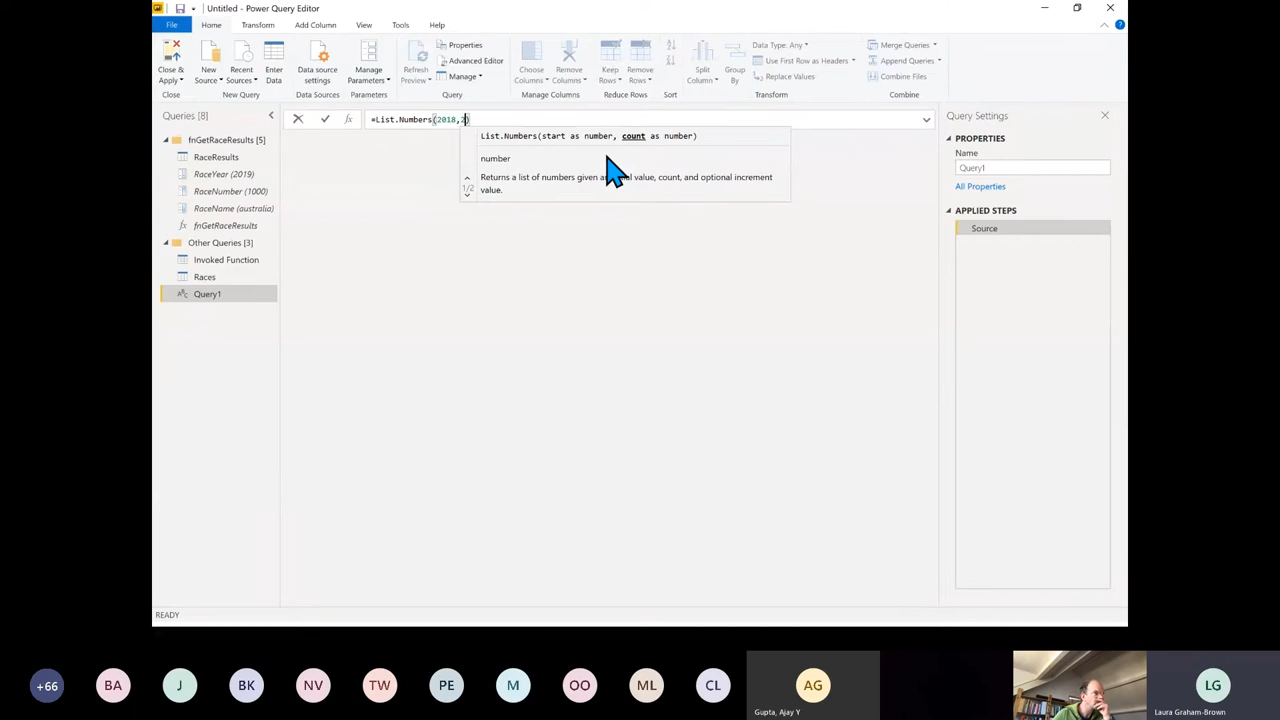 Untitled - Power Query Editor
File Home Transform Add Column View Tools Help
Close & Apply
New Source
Recent Sources
Enter Data
Data source settings
Manage Parameters
Refresh Preview
Properties
Advanced Editor
Manage
Choose Columns
Remove Columns
Keep Rows
Remove Rows
Split Column
Group By
Data Type: Any
Use First Row as Headers
Replace Values
Merge Queries
Append Queries
Combine Files
Close
New Query
Data Sources
Parameters
Query
Manage Columns
Reduce Rows
Sort
Transform
Combine
Queries [8]
fnGetRaceResults [5]
RaceResults
RaceYear (2019)
RaceNumber (1000)
RaceName (australia)
fx fnGetRaceResults
Other Queries [3]
Invoked Function
Races
ABC Query1
fx =List.Numbers(2018,2)
List.Numbers(start as number, count as number)
number
Returns a list of numbers given an value, count, and optional increment
1/2 value.
Query Settings
PROPERTIES
Name
Query1
All Properties
APPLIED STEPS
Source
READY
+66 BA J BK NV TW PE M OO ML CL AG LG
Gupta, Ajay Y
Laura Graham-Brown